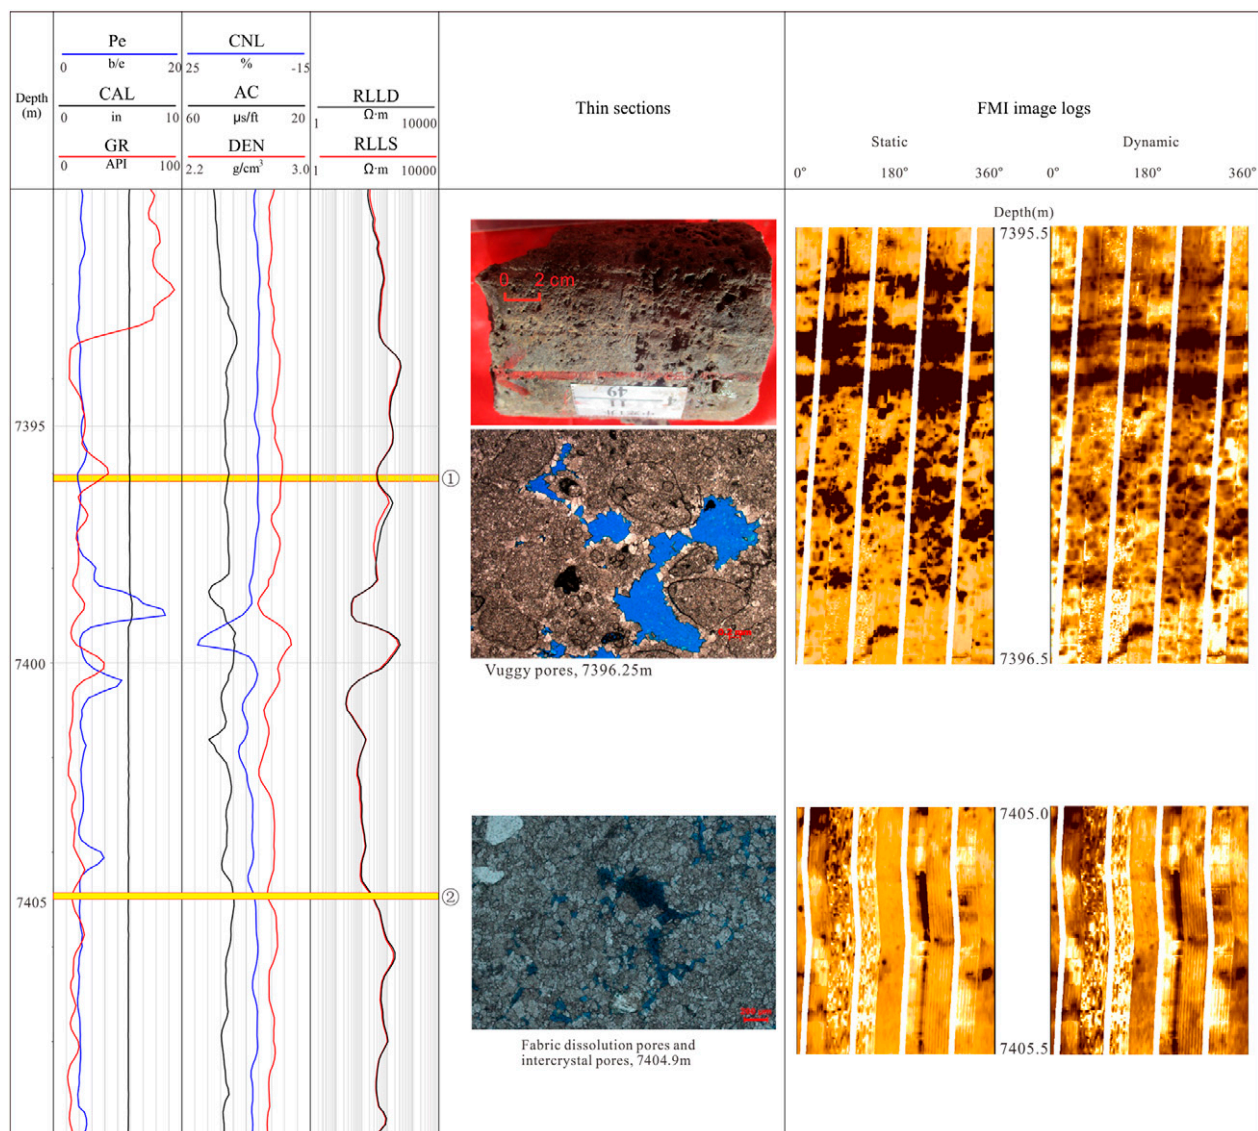 Depth
(m)
Pe
0 b/e 20
CAL
0 in 10
GR
0 API 100
CNL
25 % -15
AC
60 μs/ft 20
DEN
2.2 g/cm³ 3.0
RLLD
1 Ω·m 10000
RLLS
1 Ω·m 10000
Thin sections
FMI image logs
Static
Dynamic
0° 180° 360° 0° 180° 360°
Depth(m)
7395.5
0 2 cm
11
49
7395
①
7396.5
Vuggy pores, 7396.25m
7400
7405.0
7405
②
7405.5
Fabric dissolution pores and
intercrystal pores, 7404.9m